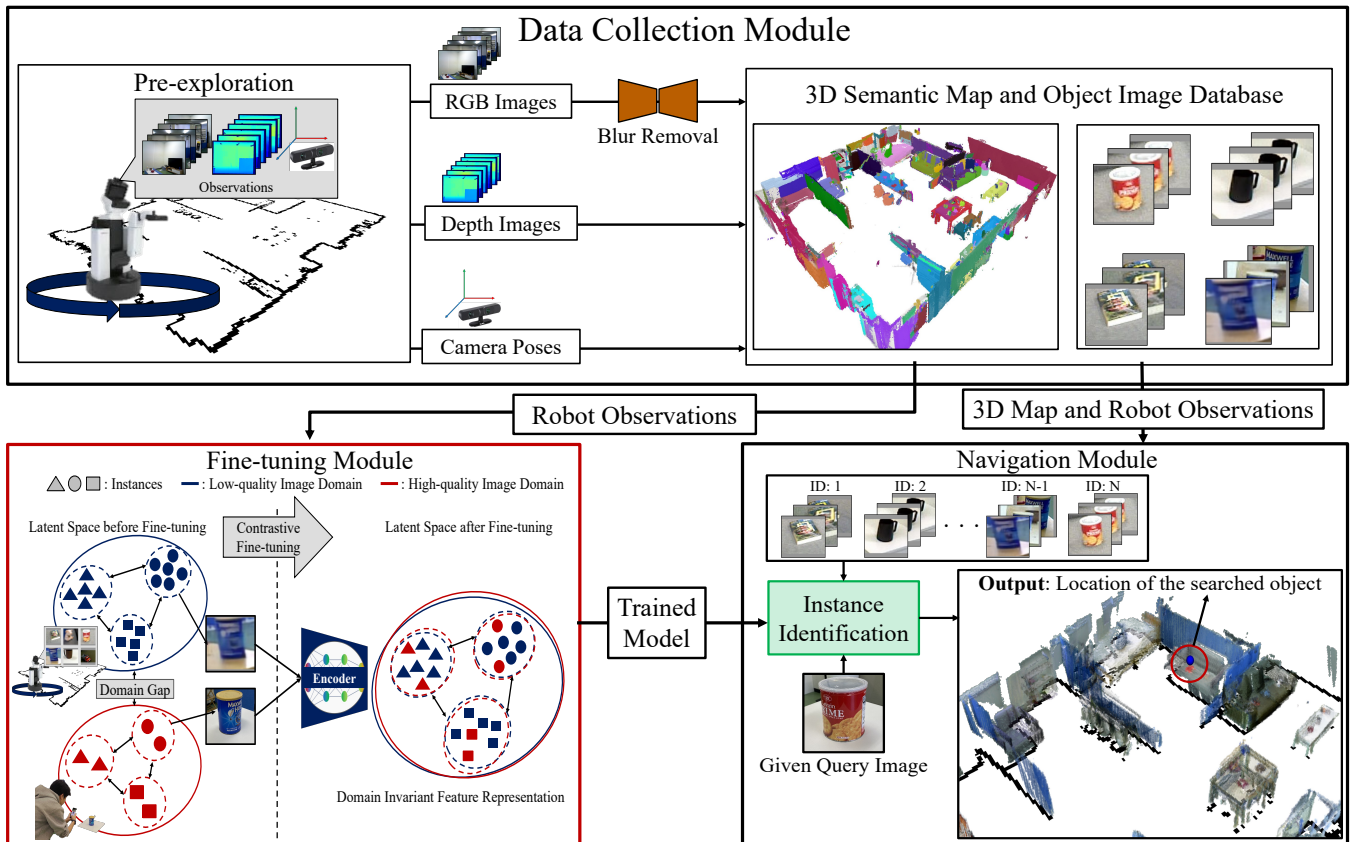 Data Collection Module
Pre-exploration
Observations
RGB Images
Blur Removal
Depth Images
Camera Poses
3D Semantic Map and Object Image Database
MAXWELL
Robot Observations
3D Map and Robot Observations
Fine-tuning Module
: Instances
: Low-quality Image Domain
: High-quality Image Domain
Latent Space before Fine-tuning
Contrastive
Fine-tuning
Latent Space after Fine-tuning
Domain Gap
Encoder
Domain Invariant Feature Representation
Trained
Model
Navigation Module
ID: 1
ID: 2
. . . .
ID: N-1
ID: N
Instance
Identification
Given Query Image
Output: Location of the searched object